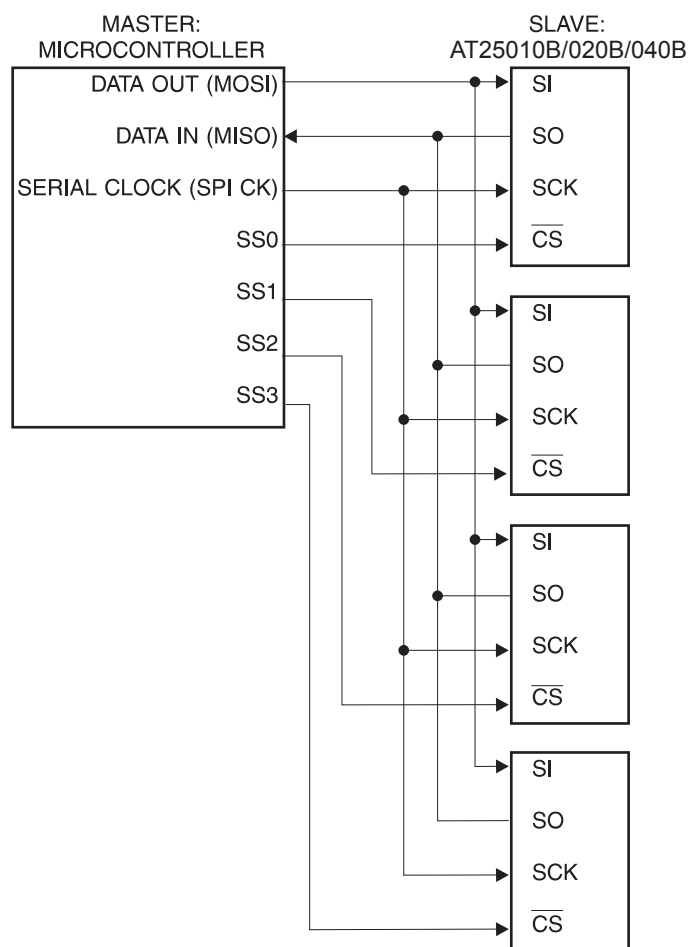 MASTER:
MICROCONTROLLER
DATA OUT (MOSI)
DATA IN (MISO)
SERIAL CLOCK (SPI CK)
SS0
SS1
SS2
SS3
SLAVE:
AT25010B/020B/040B
SI
SO
SCK
CS
SI
SO
SCK
CS
SI
SO
SCK
CS
SI
SO
SCK
CS